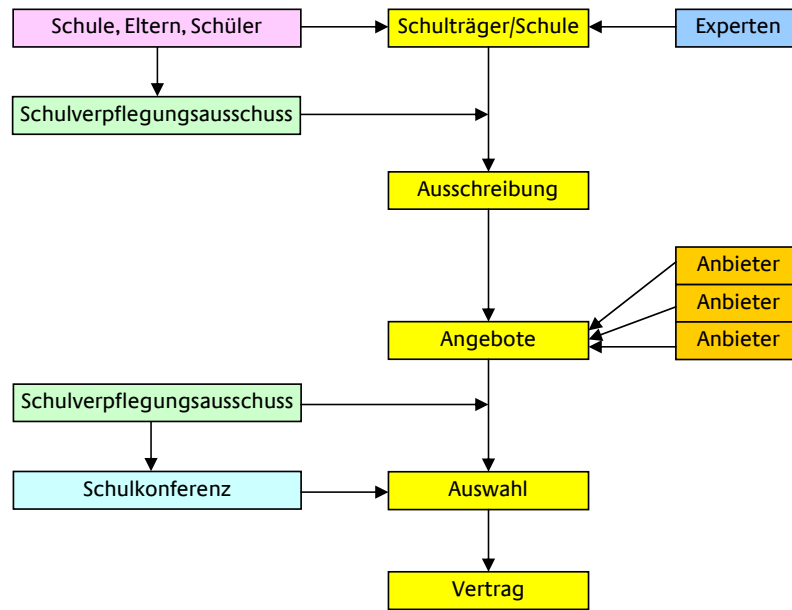 Schule, Eltern, Schüler
Schulträger/Schule
Experten
Schulverpflegungsausschuss
Ausschreibung
Anbieter
Anbieter
Angebote
Anbieter
Schulverpflegungsausschuss
Schulkonferenz
Auswahl
Vertrag